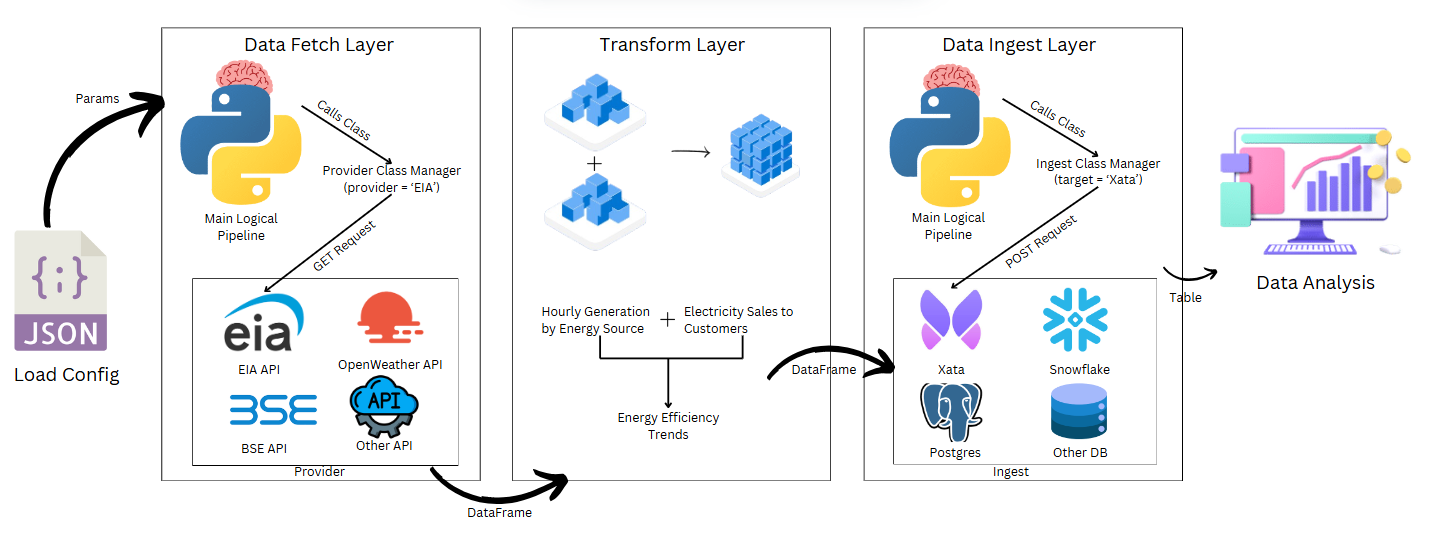 Data Fetch Layer
Params
Calls Class
Provider Class Manager
(provider = ‘EIA’)
Main Logical
Pipeline
GET Request
{;}
JSON
Load Config
eia
EIA API
OpenWeather API
BSE
BSE API
API
Other API
Provider
DataFrame
Transform Layer
+
Hourly Generation
by Energy Source
+
Electricity Sales to
Customers
Energy Efficiency
Trends
DataFrame
Data Ingest Layer
Calls Class
Ingest Class Manager
(target = ‘Xata’)
Main Logical
Pipeline
POST Request
Xata
Snowflake
Postgres
Other DB
Ingest
Table
Data Analysis